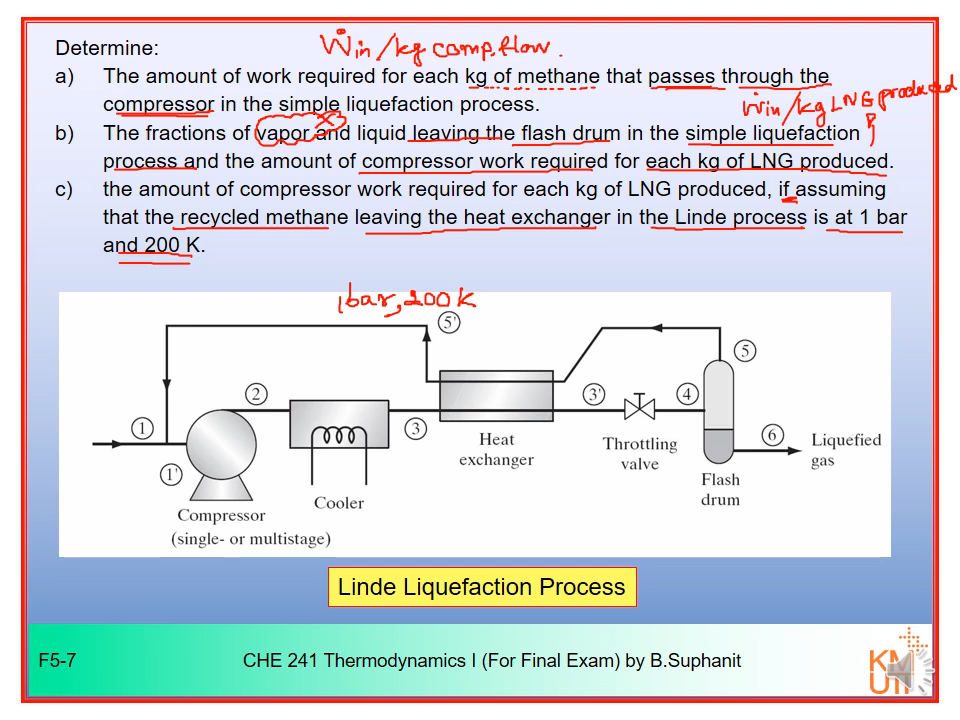 Ẇin/kg comp. flow.
Determine:
a) The amount of work required for each kg of methane that passes through the
compressor in the simple liquefaction process.
Ẇin/kg LNG produced
b) The fractions of vapor and liquid leaving the flash drum in the simple liquefaction
process and the amount of compressor work required for each kg of LNG produced.
c) the amount of compressor work required for each kg of LNG produced, if assuming
that the recycled methane leaving the heat exchanger in the Linde process is at 1 bar
and 200 K.
1 bar, 200 K
5'
5
2
3'
4
1
3
6
Heat
exchanger
Throttling
valve
Liquefied
gas
1'
Flash
drum
Cooler
Compressor
(single- or multistage)
Linde Liquefaction Process
F5-7
CHE 241 Thermodynamics I (For Final Exam) by B.Suphanit